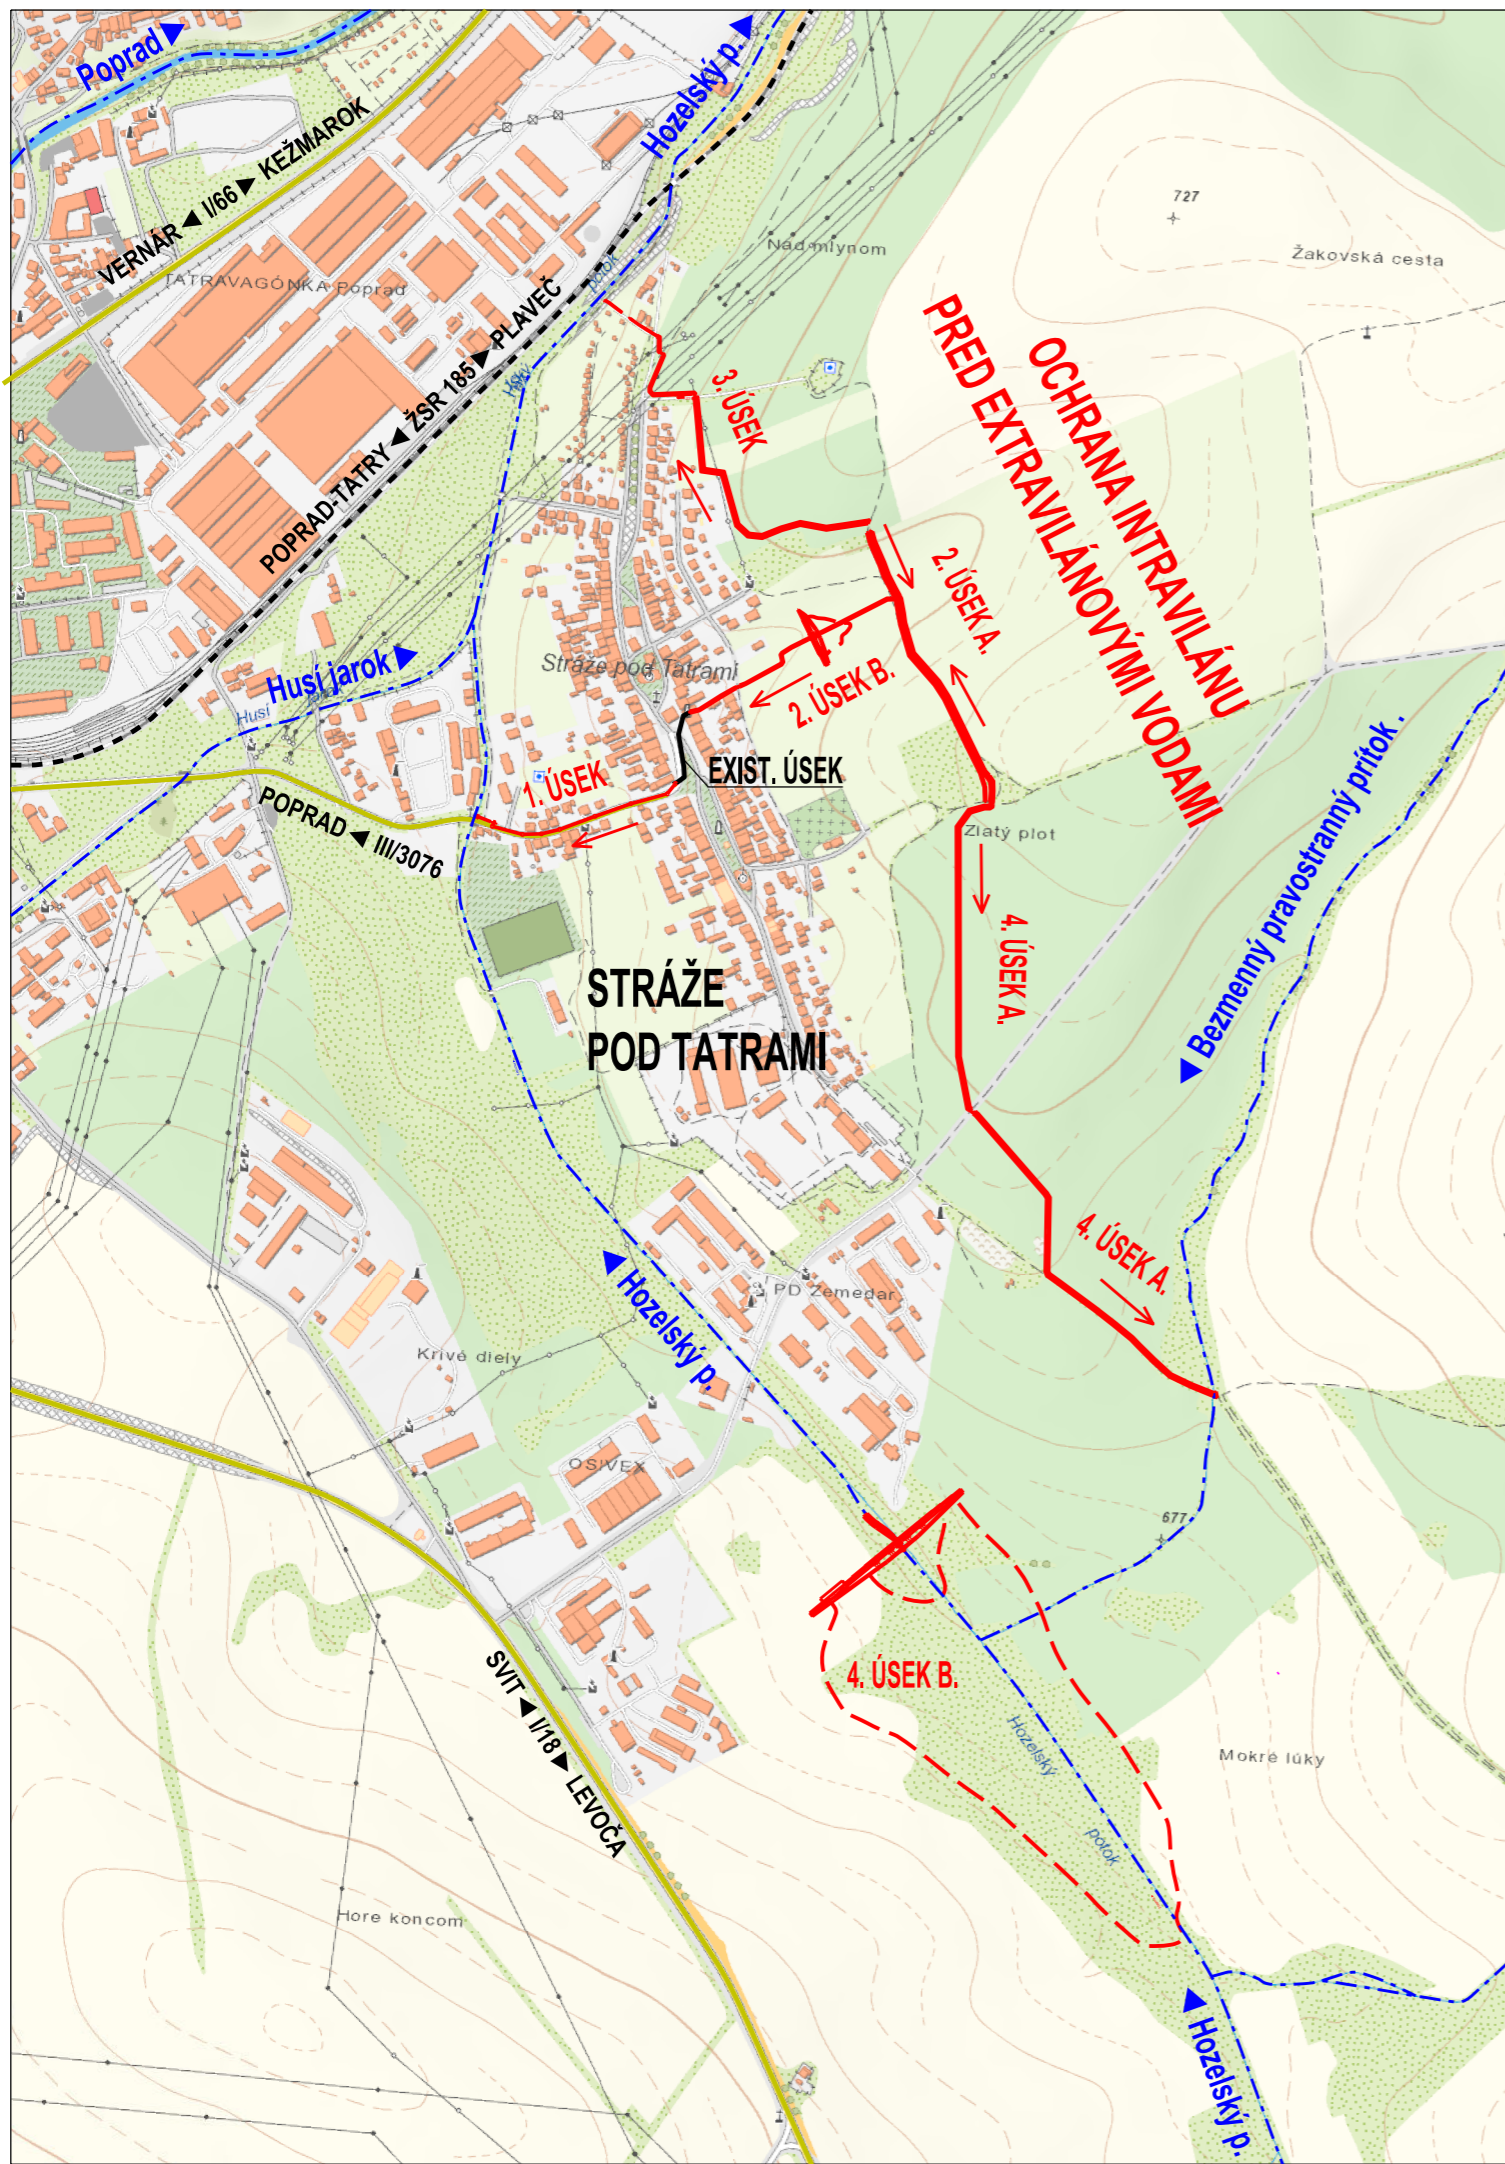 Poprad
Hozelský p.
VERNÁR ◄ I/66 ► KEŽMAROK
727
Nad mlynom
Žakovská cesta
TATRAVAGÓNKA Poprad
potok
POPRAD-TATRY ◄ ŽSR 185 ► PLAVEČ
OCHRANA INTRAVILÁNU
PRED EXTRAVILÁNOVÝMI VODAMI
3. ÚSEK
2. ÚSEK A.
Stráže pod Tatrami
Husí jarok
Husí
2. ÚSEK B.
EXIST. ÚSEK
1. ÚSEK
POPRAD ◄ III/3076
Zlatý plot
Bezmenný pravostranný prítok .
4. ÚSEK A.
STRÁŽE
POD TATRAMI
4. ÚSEK A.
Hozelský p.
PD Zemedar
Krivé diely
OSIVEX
677
4. ÚSEK B.
SVIT ◄ I/18 ► LEVOČA
Hozelský
potok
Mokré lúky
Hore koncom
Hozelský p.